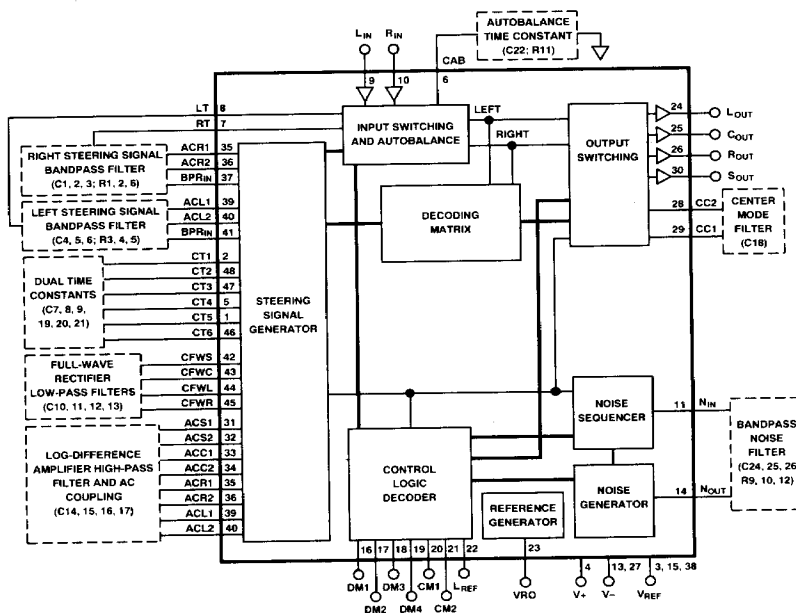 L IN
R IN
AUTOBALANCE
TIME CONSTANT
(C22; R11)
CAB
9
10
6
LT
8
RT
7
LEFT
RIGHT
INPUT SWITCHING
AND AUTOBALANCE
OUTPUT
SWITCHING
24
LOUT
25
COUT
26
ROUT
30
SOUT
RIGHT STEERING SIGNAL
BANDPASS FILTER
(C1, 2, 3; R1, 2, 6)
ACR1
35
ACR2
36
BPRIN
37
DECODING
MATRIX
28
CC2
29
CC1
CENTER
MODE
FILTER
(C18)
LEFT STEERING SIGNAL
BANDPASS FILTER
(C4, 5, 6; R3, 4, 5)
ACL1
39
ACL2
40
BPRIN
41
DUAL TIME
CONSTANTS
(C7, 8, 9,
19, 20, 21)
CT1
2
CT2
48
CT3
47
CT4
5
CT5
1
CT6
46
STEERING
SIGNAL
GENERATOR
FULL-WAVE
RECTIFIER
LOW-PASS FILTERS
(C10, 11, 12, 13)
CFWS
42
CFWC
43
CFWL
44
CFWR
45
NOISE
SEQUENCER
11
NIN
BANDPASS
NOISE
FILTER
(C24, 25, 26
R9, 10, 12)
LOG-DIFFERENCE
AMPLIFIER HIGH-PASS
FILTER AND AC
COUPLING
(C14, 15, 16, 17)
ACS1
31
ACS2
32
ACC1
33
ACC2
34
ACR1
35
ACR2
36
ACL1
39
ACL2
40
CONTROL
LOGIC
DECODER
NOISE
GENERATOR
14
NOUT
REFERENCE
GENERATOR
16
17
18
19
20
21
22
23
4
13, 27
3, 15, 38
DM1
DM2
DM3
DM4
CM1
CM2
LREF
VRO
V+
V–
VREF